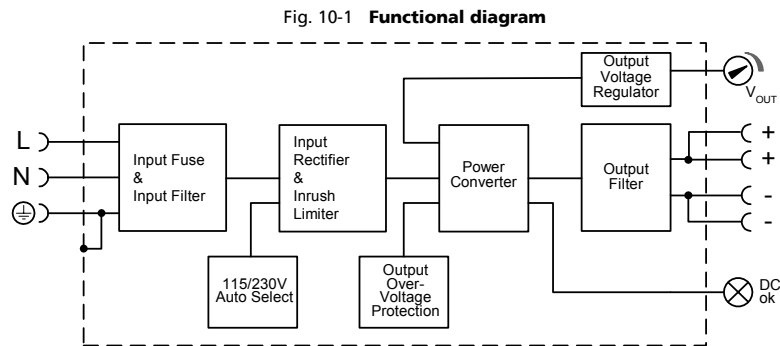 Fig. 10-1 Functional diagram
Output
Voltage
Regulator
V OUT
L
N
Input Fuse
&
Input Filter
Input
Rectifier
&
Inrush
Limiter
Power
Converter
Output
Filter
+
+
-
-
115/230V
Auto Select
Output
Over-
Voltage
Protection
DC
ok